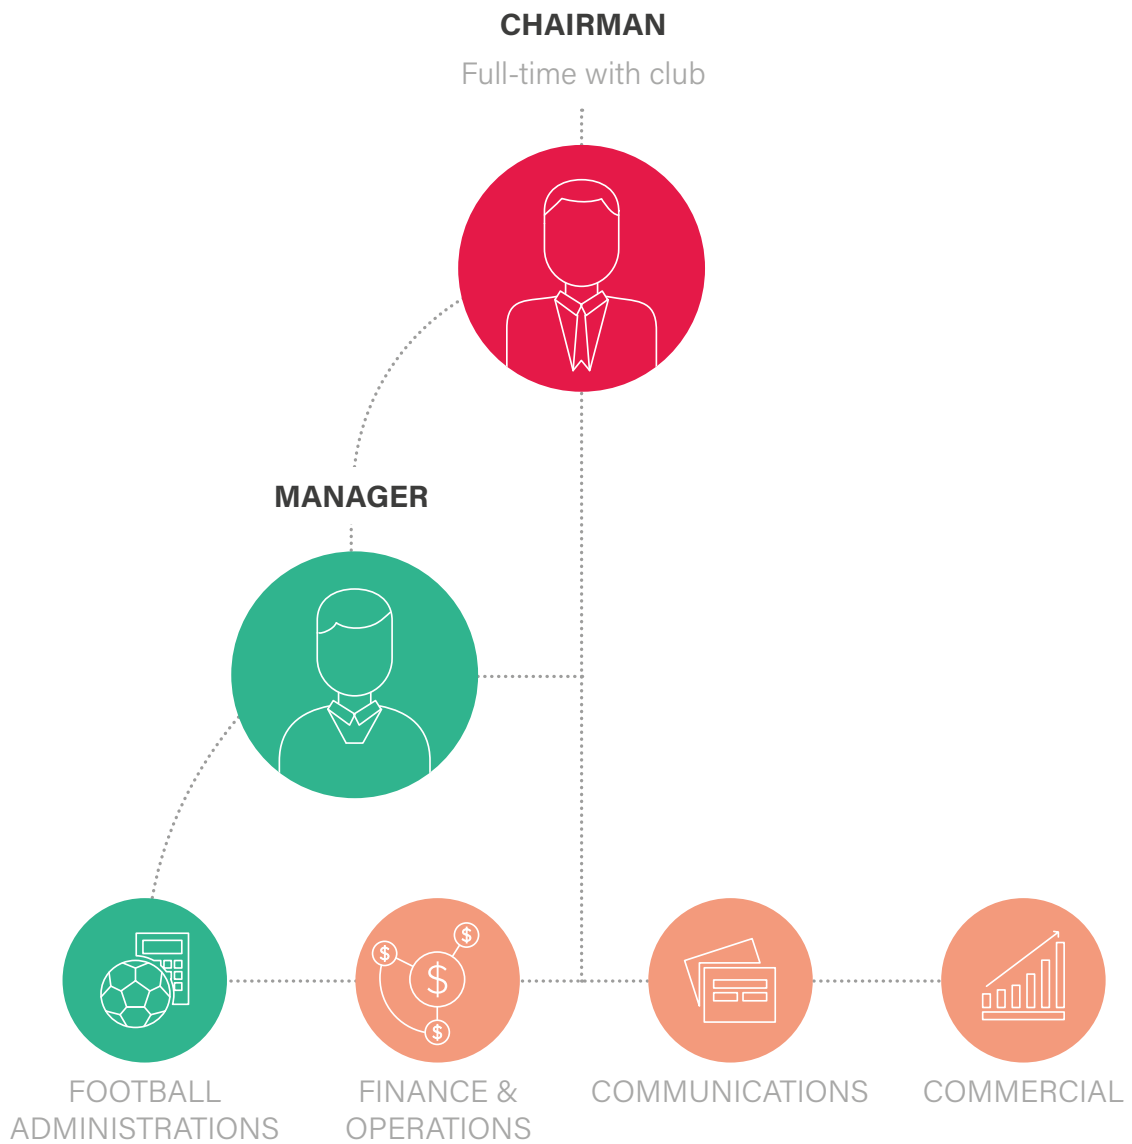 CHAIRMAN
Full-time with club
MANAGER
$
$
$
$
FOOTBALL
ADMINISTRATIONS
FINANCE &
OPERATIONS
COMMUNICATIONS
COMMERCIAL